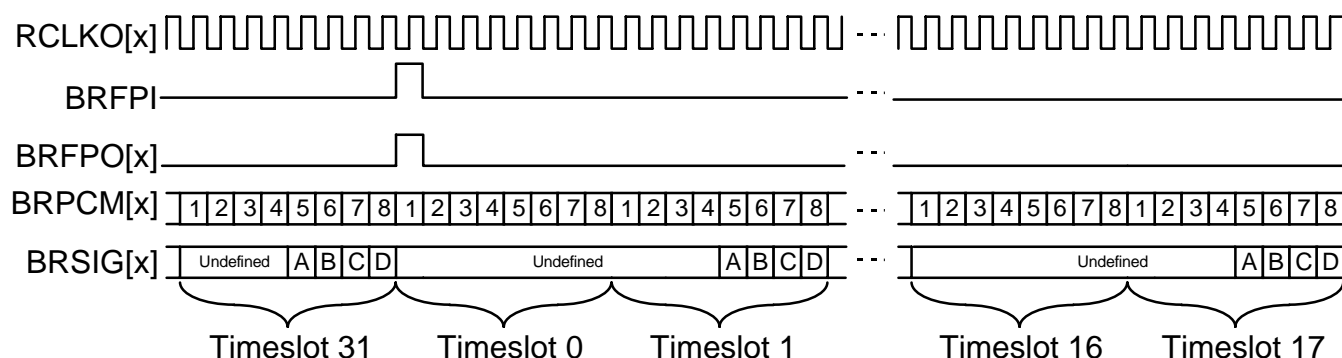 RCLKO[x]
BRFPI
BRFPO[x]
BRPCM[x] 1 2 3 4 5 6 7 8 1 2 3 4 5 6 7 8 1 2 3 4 5 6 7 8 1 2 3 4 5 6 7 8 1 2 3 4 5 6 7 8
BRSIG[x] Undefined A B C D Undefined A B C D Undefined A B C D
Timeslot 31 Timeslot 0 Timeslot 1 Timeslot 16 Timeslot 17